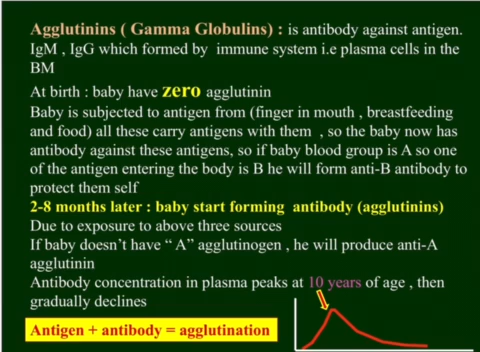 Agglutinins ( Gamma Globulins) : is antibody against antigen.
IgM , IgG which formed by immune system i.e plasma cells in the
BM
At birth : baby have zero agglutinin
Baby is subjected to antigen from (finger in mouth , breastfeeding
and food) all these carry antigens with them , so the baby now has
antibody against these antigens, so if baby blood group is A so one
of the antigen entering the body is B he will form anti-B antibody to
protect them self
2-8 months later : baby start forming antibody (agglutinins)
Due to exposure to above three sources
If baby doesn't have “ A” agglutinogen , he will produce anti-A
agglutinin
Antibody concentration in plasma peaks at 10 years of age , then
gradually declines
Antigen + antibody = agglutination